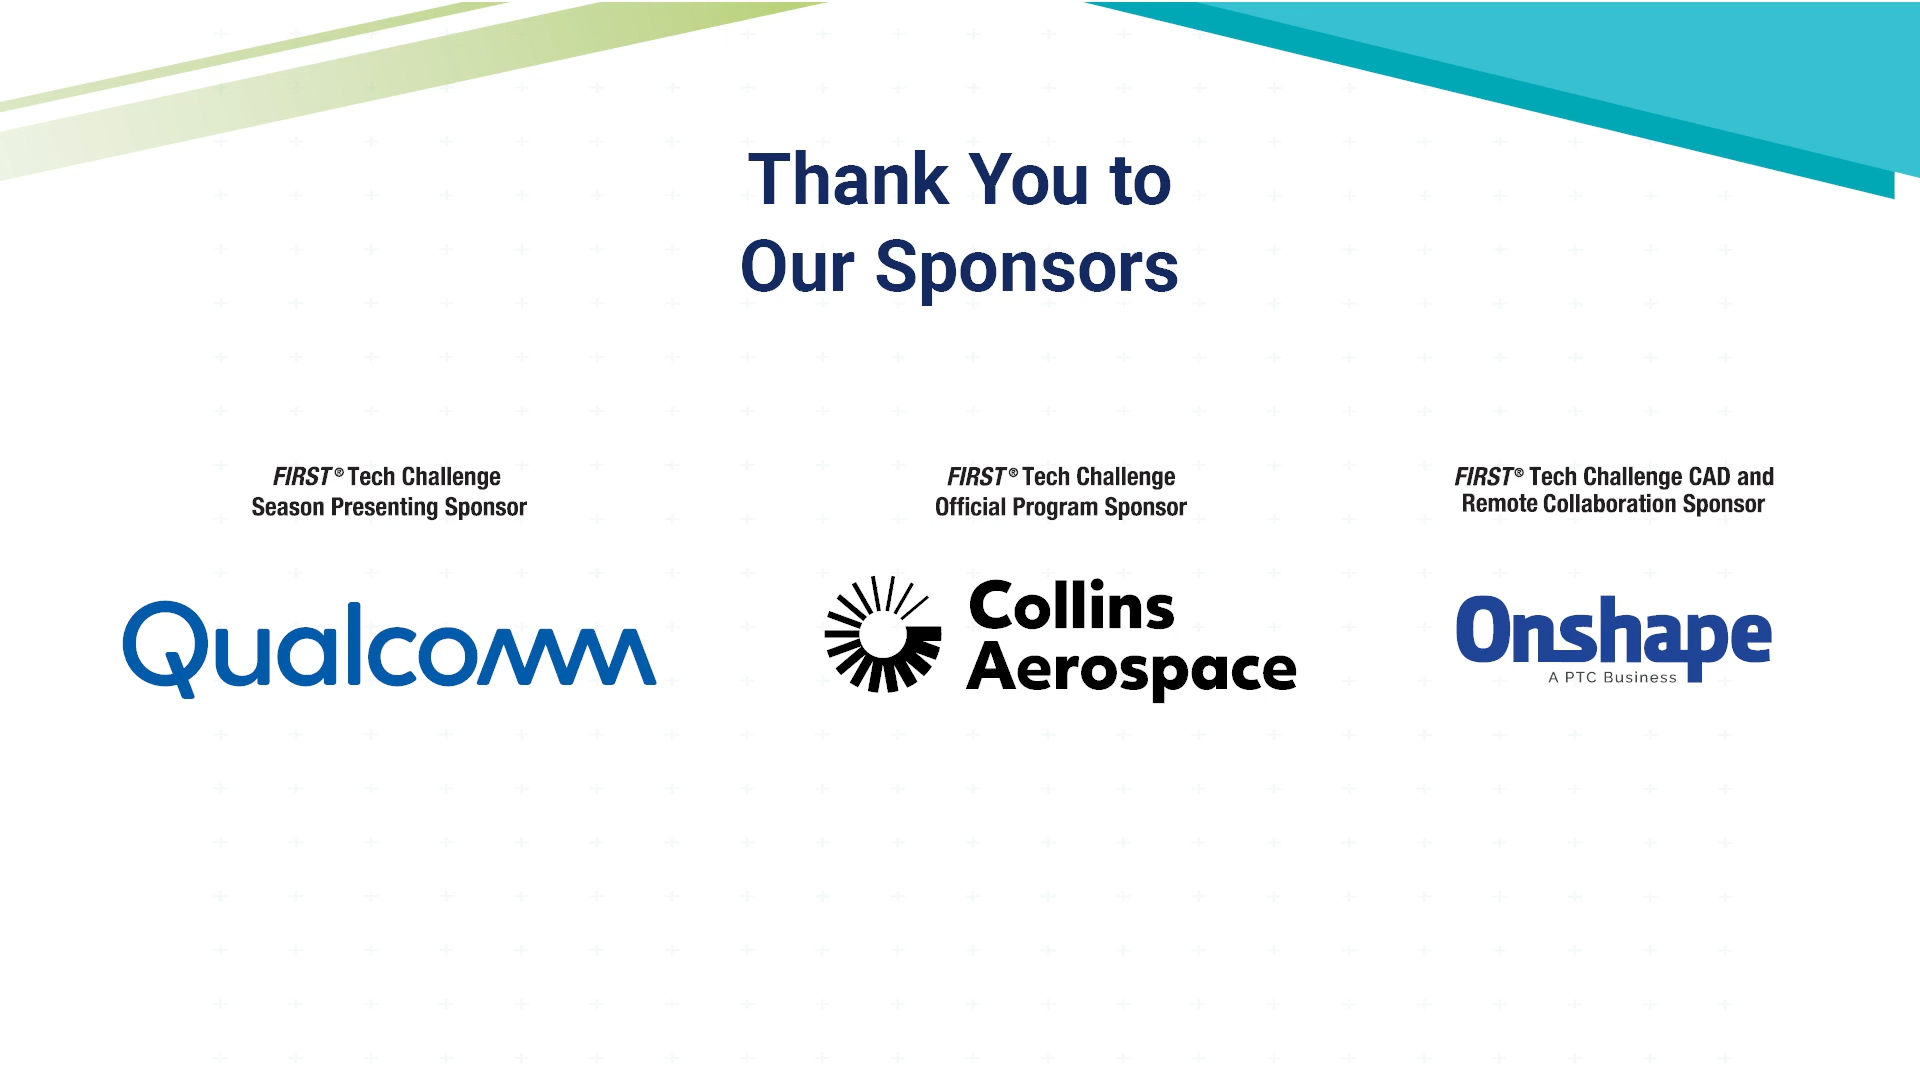 Thank You to
Our Sponsors
FIRST® Tech Challenge
Season Presenting Sponsor
Qualcomm
FIRST® Tech Challenge
Official Program Sponsor
Collins
Aerospace
FIRST® Tech Challenge CAD and
Remote Collaboration Sponsor
Onshape
A PTC Business